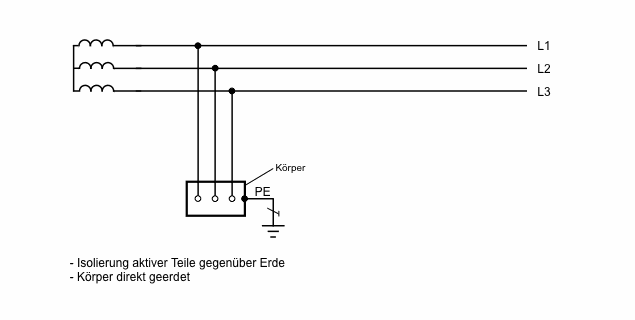 L1
L2
L3
Körper
PE
- Isolierung aktiver Teile gegenüber Erde
- Körper direkt geerdet